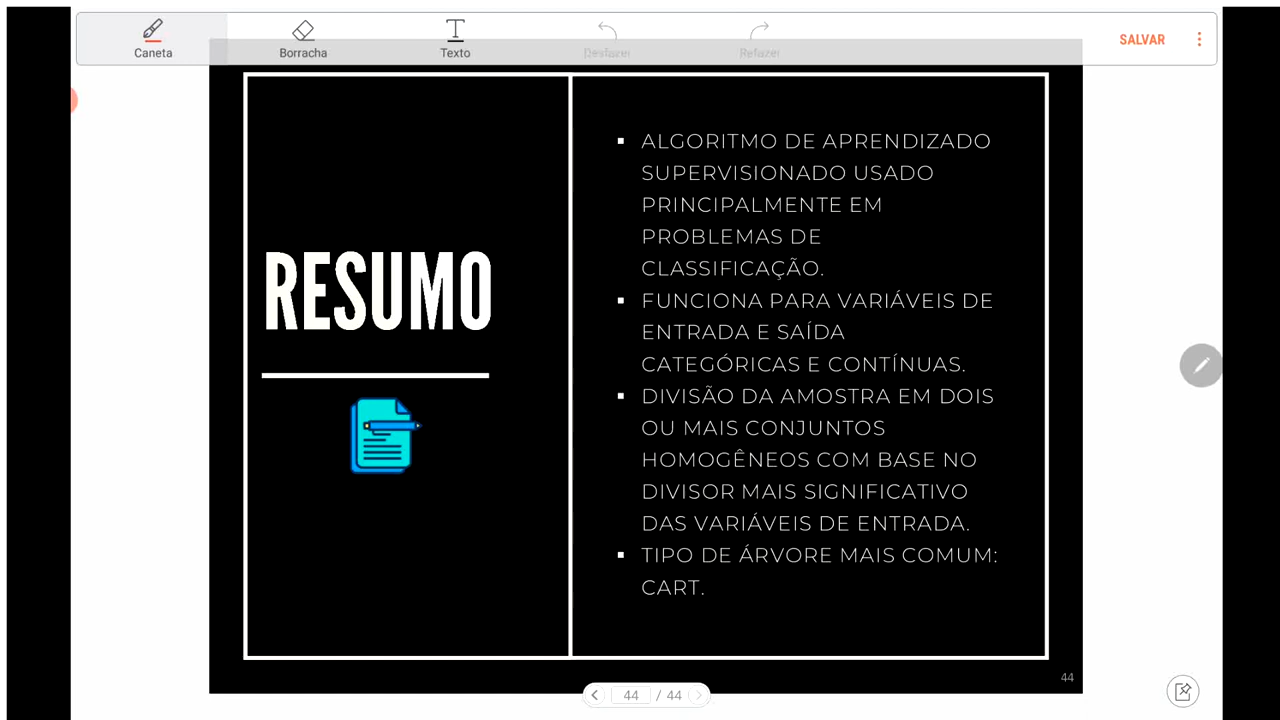 Caneta
Borracha
Texto
Desfazer
Refazer
SALVAR
RESUMO
▪ ALGORITMO DE APRENDIZADO
SUPERVISIONADO USADO
PRINCIPALMENTE EM
PROBLEMAS DE
CLASSIFICAÇÃO.
▪ FUNCIONA PARA VARIÁVEIS DE
ENTRADA E SAÍDA
CATEGÓRICAS E CONTÍNUAS.
▪ DIVISÃO DA AMOSTRA EM DOIS
OU MAIS CONJUNTOS
HOMOGÊNEOS COM BASE NO
DIVISOR MAIS SIGNIFICATIVO
DAS VARIÁVEIS DE ENTRADA.
▪ TIPO DE ÁRVORE MAIS COMUM:
CART.
44
44 / 44